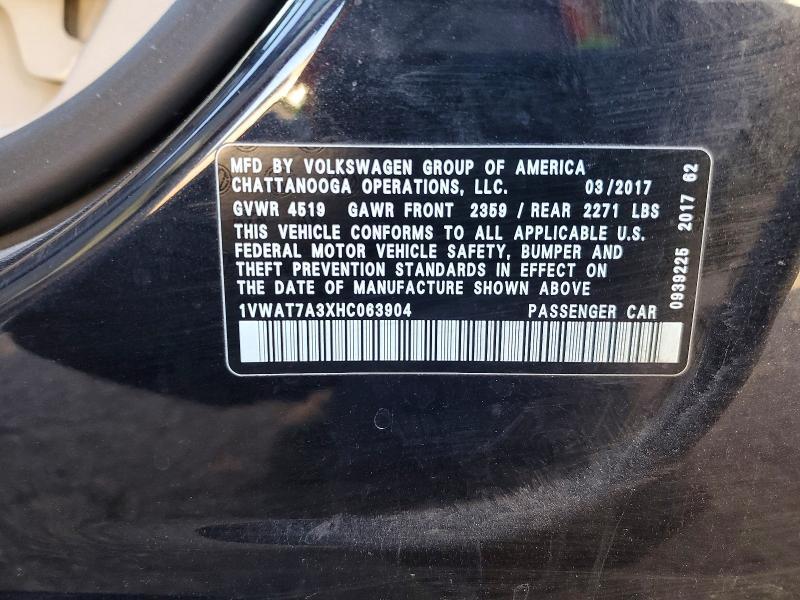 MFD BY VOLKSWAGEN GROUP OF AMERICA
CHATTANOOGA OPERATIONS, LLC. 03/2017
GVWR 4519 GAWR FRONT 2359 / REAR 2271 LBS
THIS VEHICLE CONFORMS TO ALL APPLICABLE U.S.
FEDERAL MOTOR VEHICLE SAFETY, BUMPER AND
THEFT PREVENTION STANDARDS IN EFFECT ON
THE DATE OF MANUFACTURE SHOWN ABOVE
1VWAT7A3XHC063904 PASSENGER CAR
0939225 2017 62